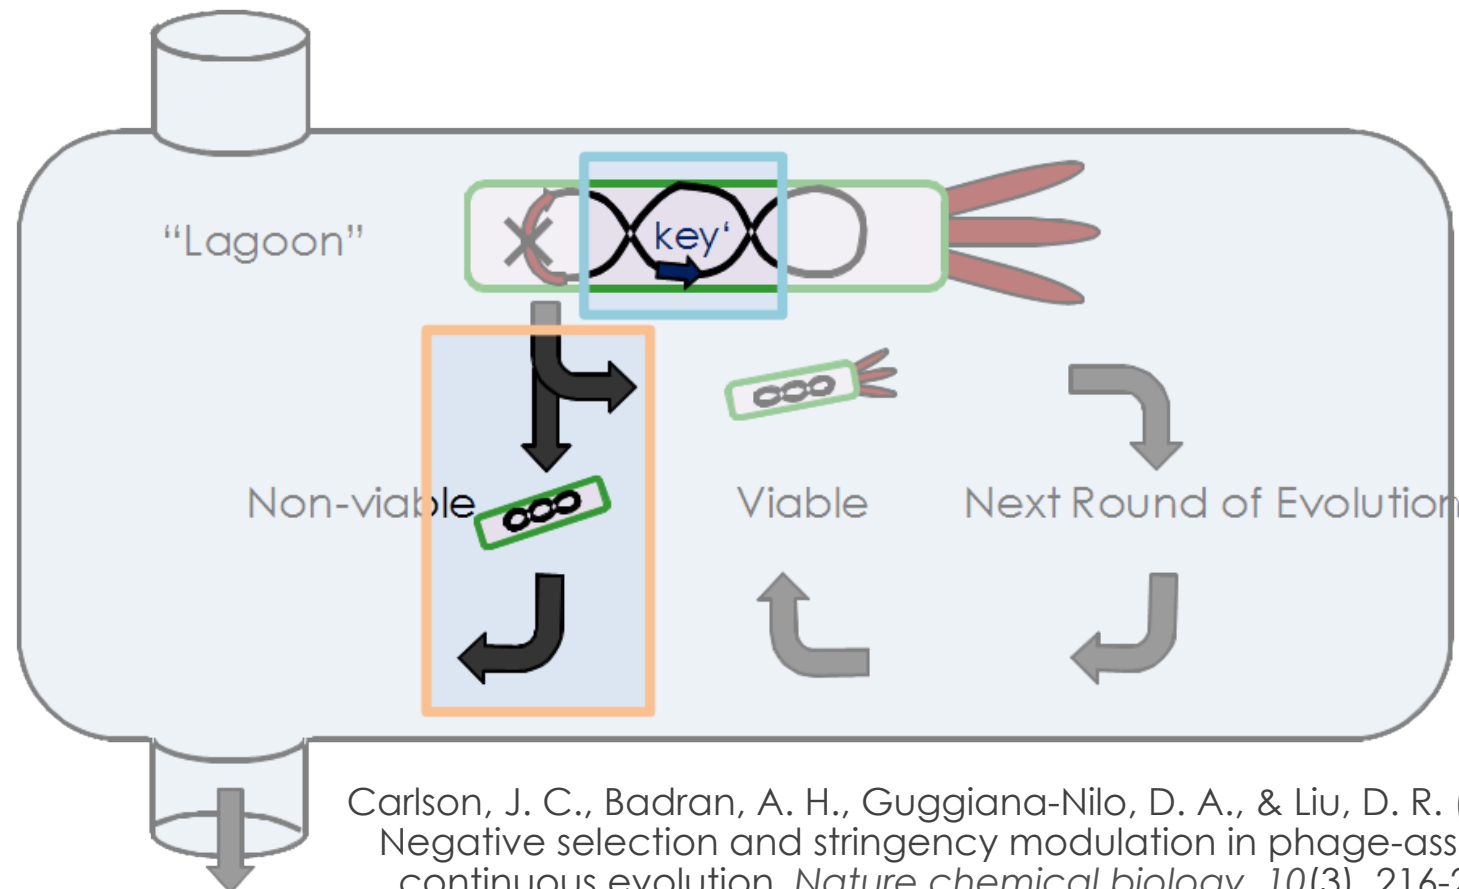 “Lagoon”
key‘
Non-viable
Viable
Next Round of Evolution
Carlson, J. C., Badran, A. H., Guggiana-Nilo, D. A., & Liu, D. R. (
Negative selection and stringency modulation in phage-ass
continuous evolution. Nature chemical biology, 10(3), 216-